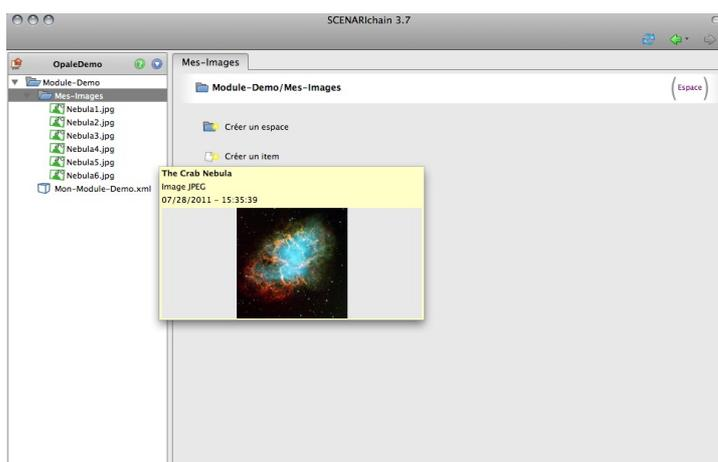 SCENARIchain 3.7
OpaleDemo
Module-Demo
Mes-Images
Nebula1.jpg
Nebula2.jpg
Nebula3.jpg
Nebula4.jpg
Nebula5.jpg
Nebula6.jpg
Mon-Module-Demo.xml
Mes-Images
Module-Demo/Mes-Images
(Espace)
Créer un espace
Créer un item
The Crab Nebula
Image JPEG
07/28/2011 - 15:35:39